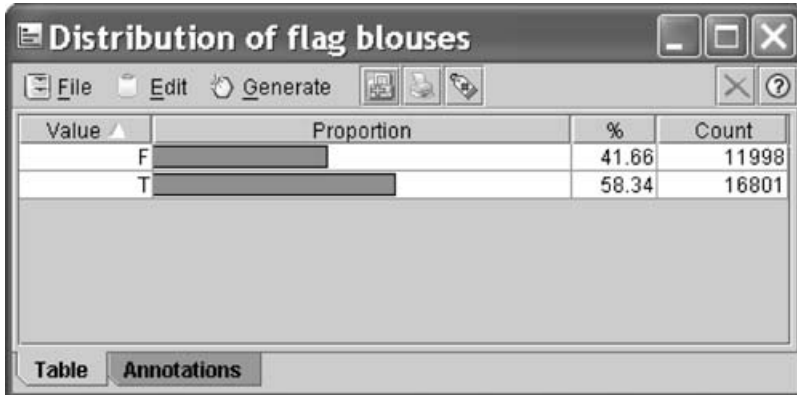 Distribution of flag blouses
File Edit Generate
Value Proportion % Count
F 41.66 11998
T 58.34 16801
Table Annotations